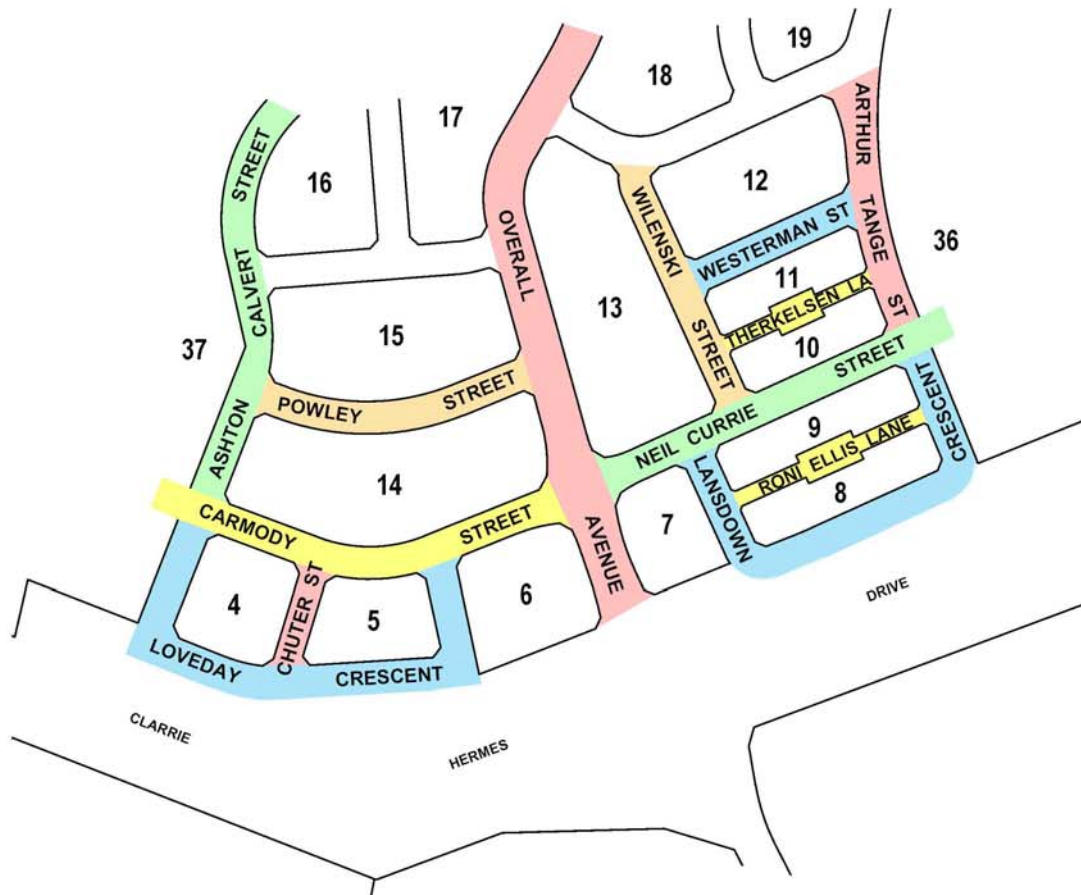 19
18
17
16
ARTHUR TANGE ST
ASHTON CALVERT STREET
12
OVERALL AVENUE
WILENSKI STREET
WESTERMAN ST
36
11
13
THERKELSEN LA
15
37
10
NEIL CURRIE STREET
POWLEY STREET
9
LANSDOWN CRESCENT
RONI ELLIS LANE
14
8
CARMODY STREET
7
6
CHUTER ST
4
5
LOVEDAY CRESCENT
CLARRIE HERMES DRIVE